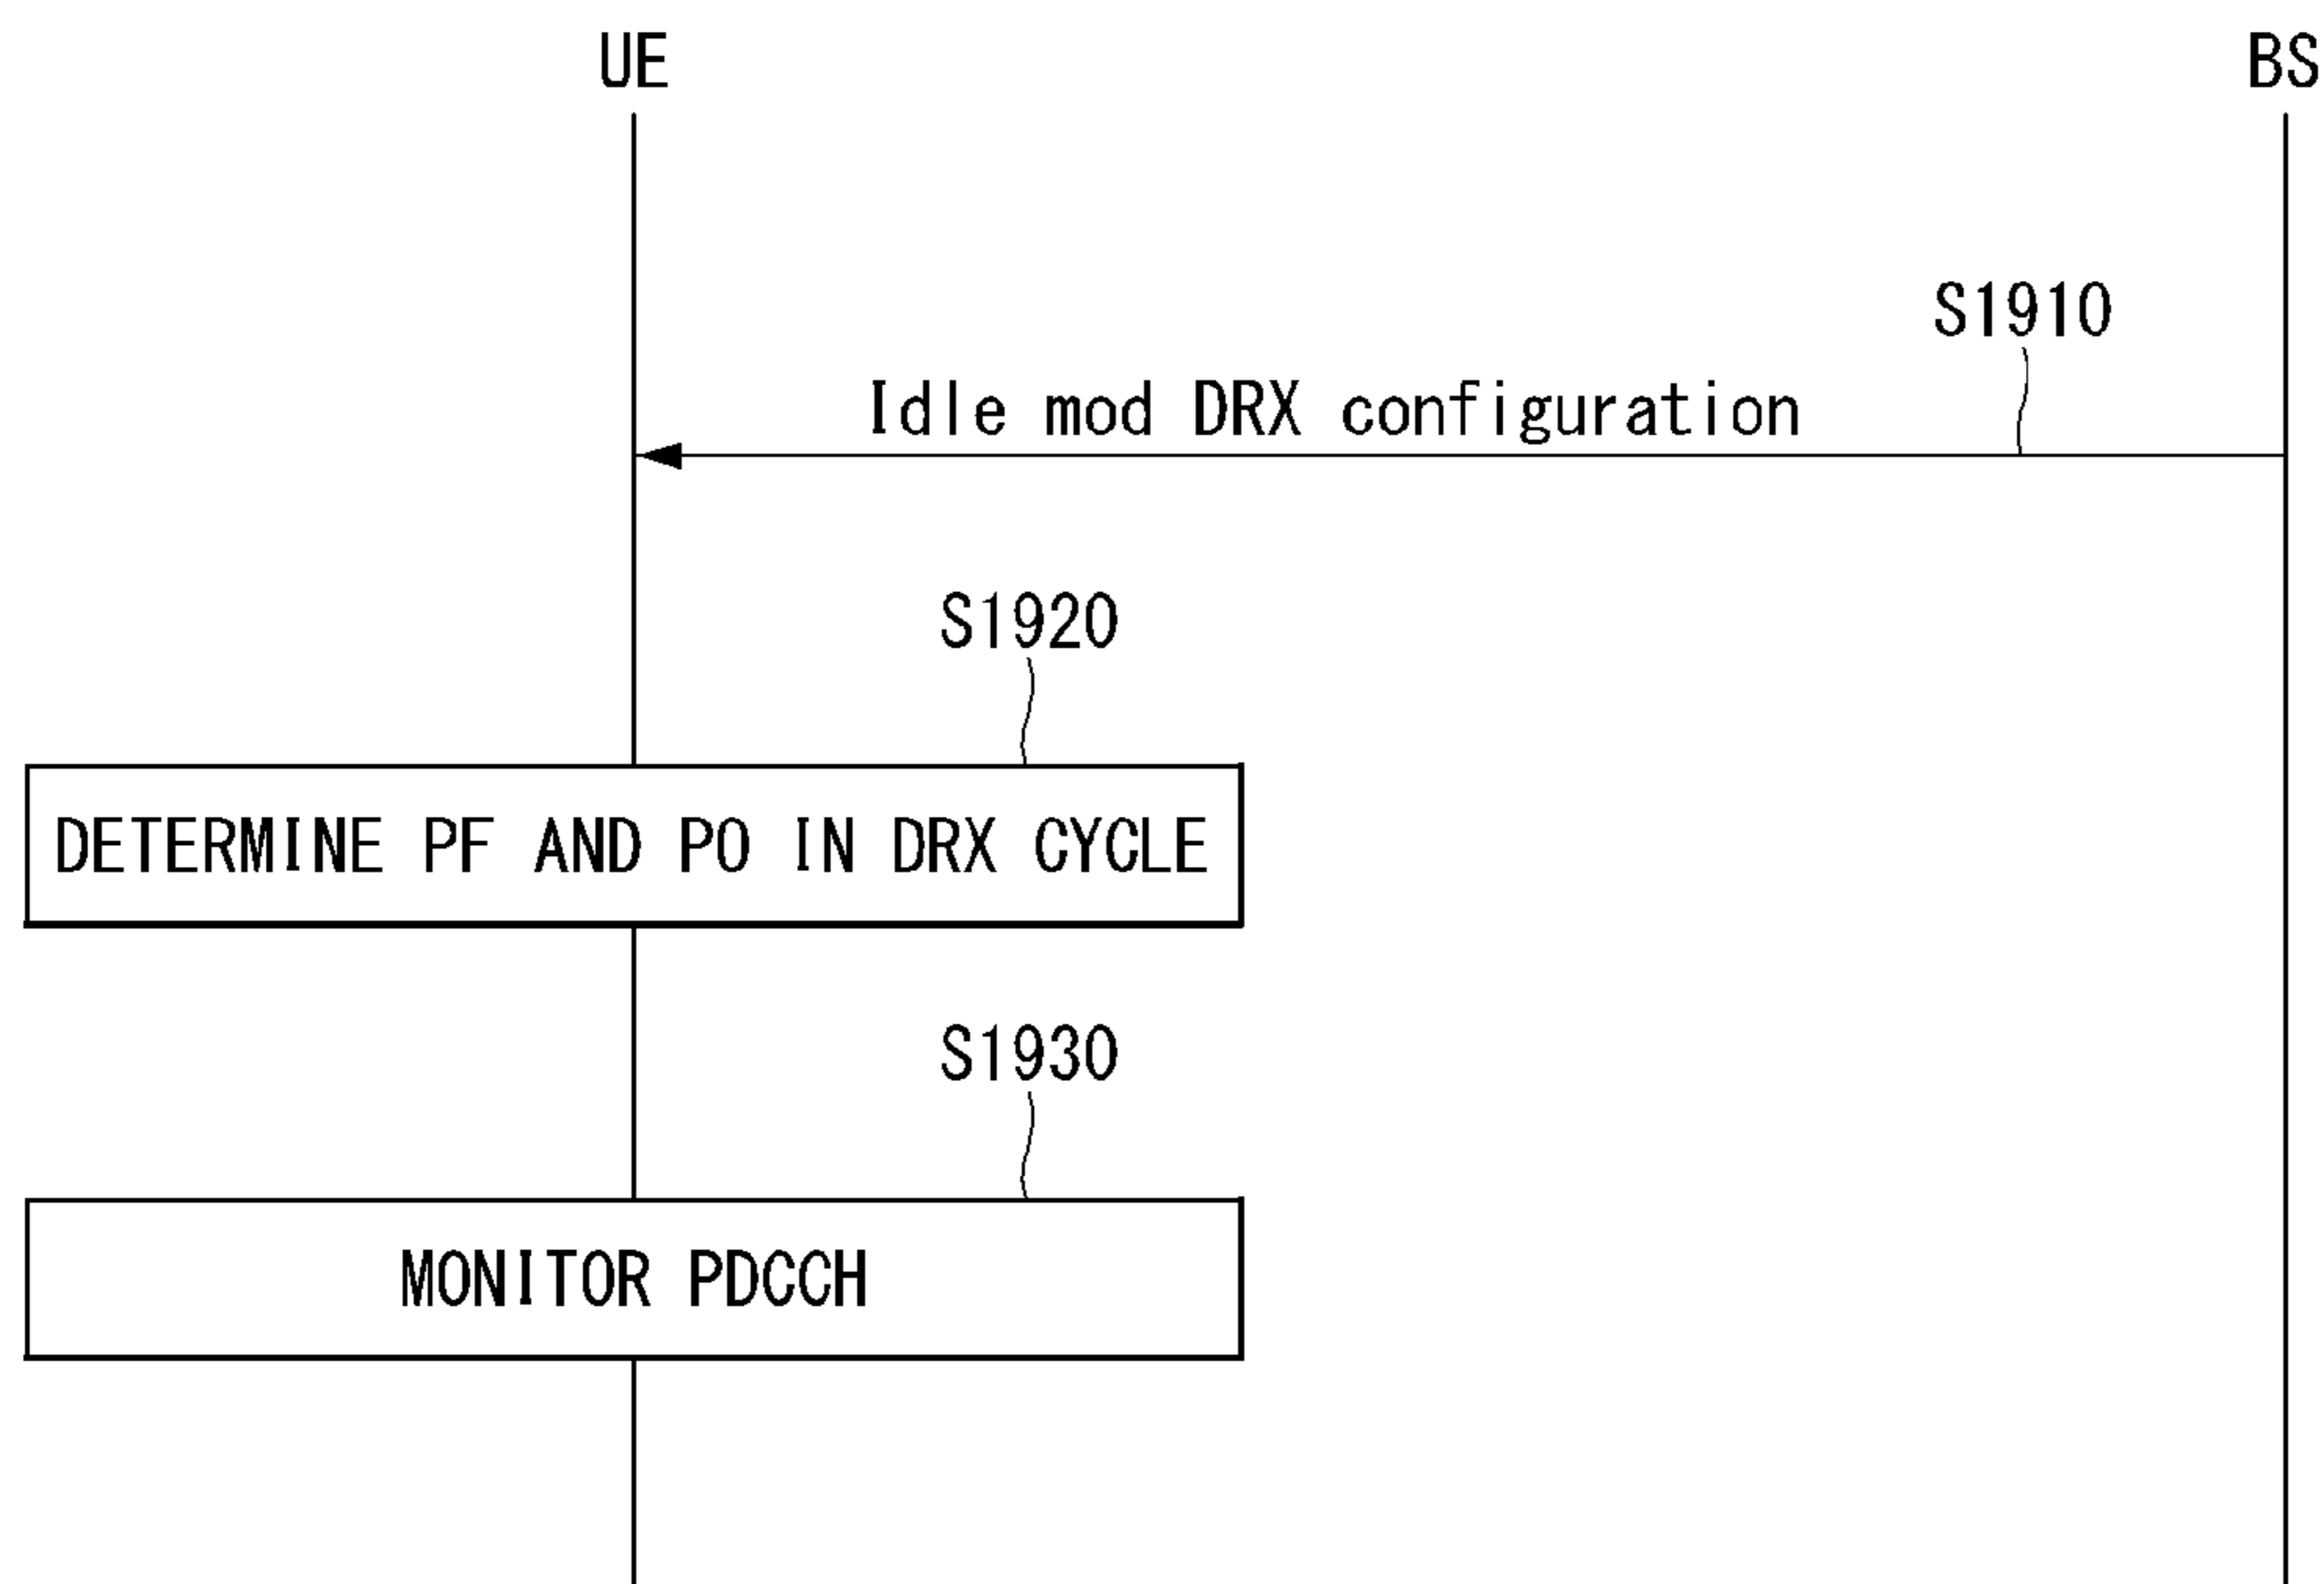 UE
BS
S1910
Idle mod DRX configuration
S1920
DETERMINE PF AND PO IN DRX CYCLE
S1930
MONITOR PDCCH